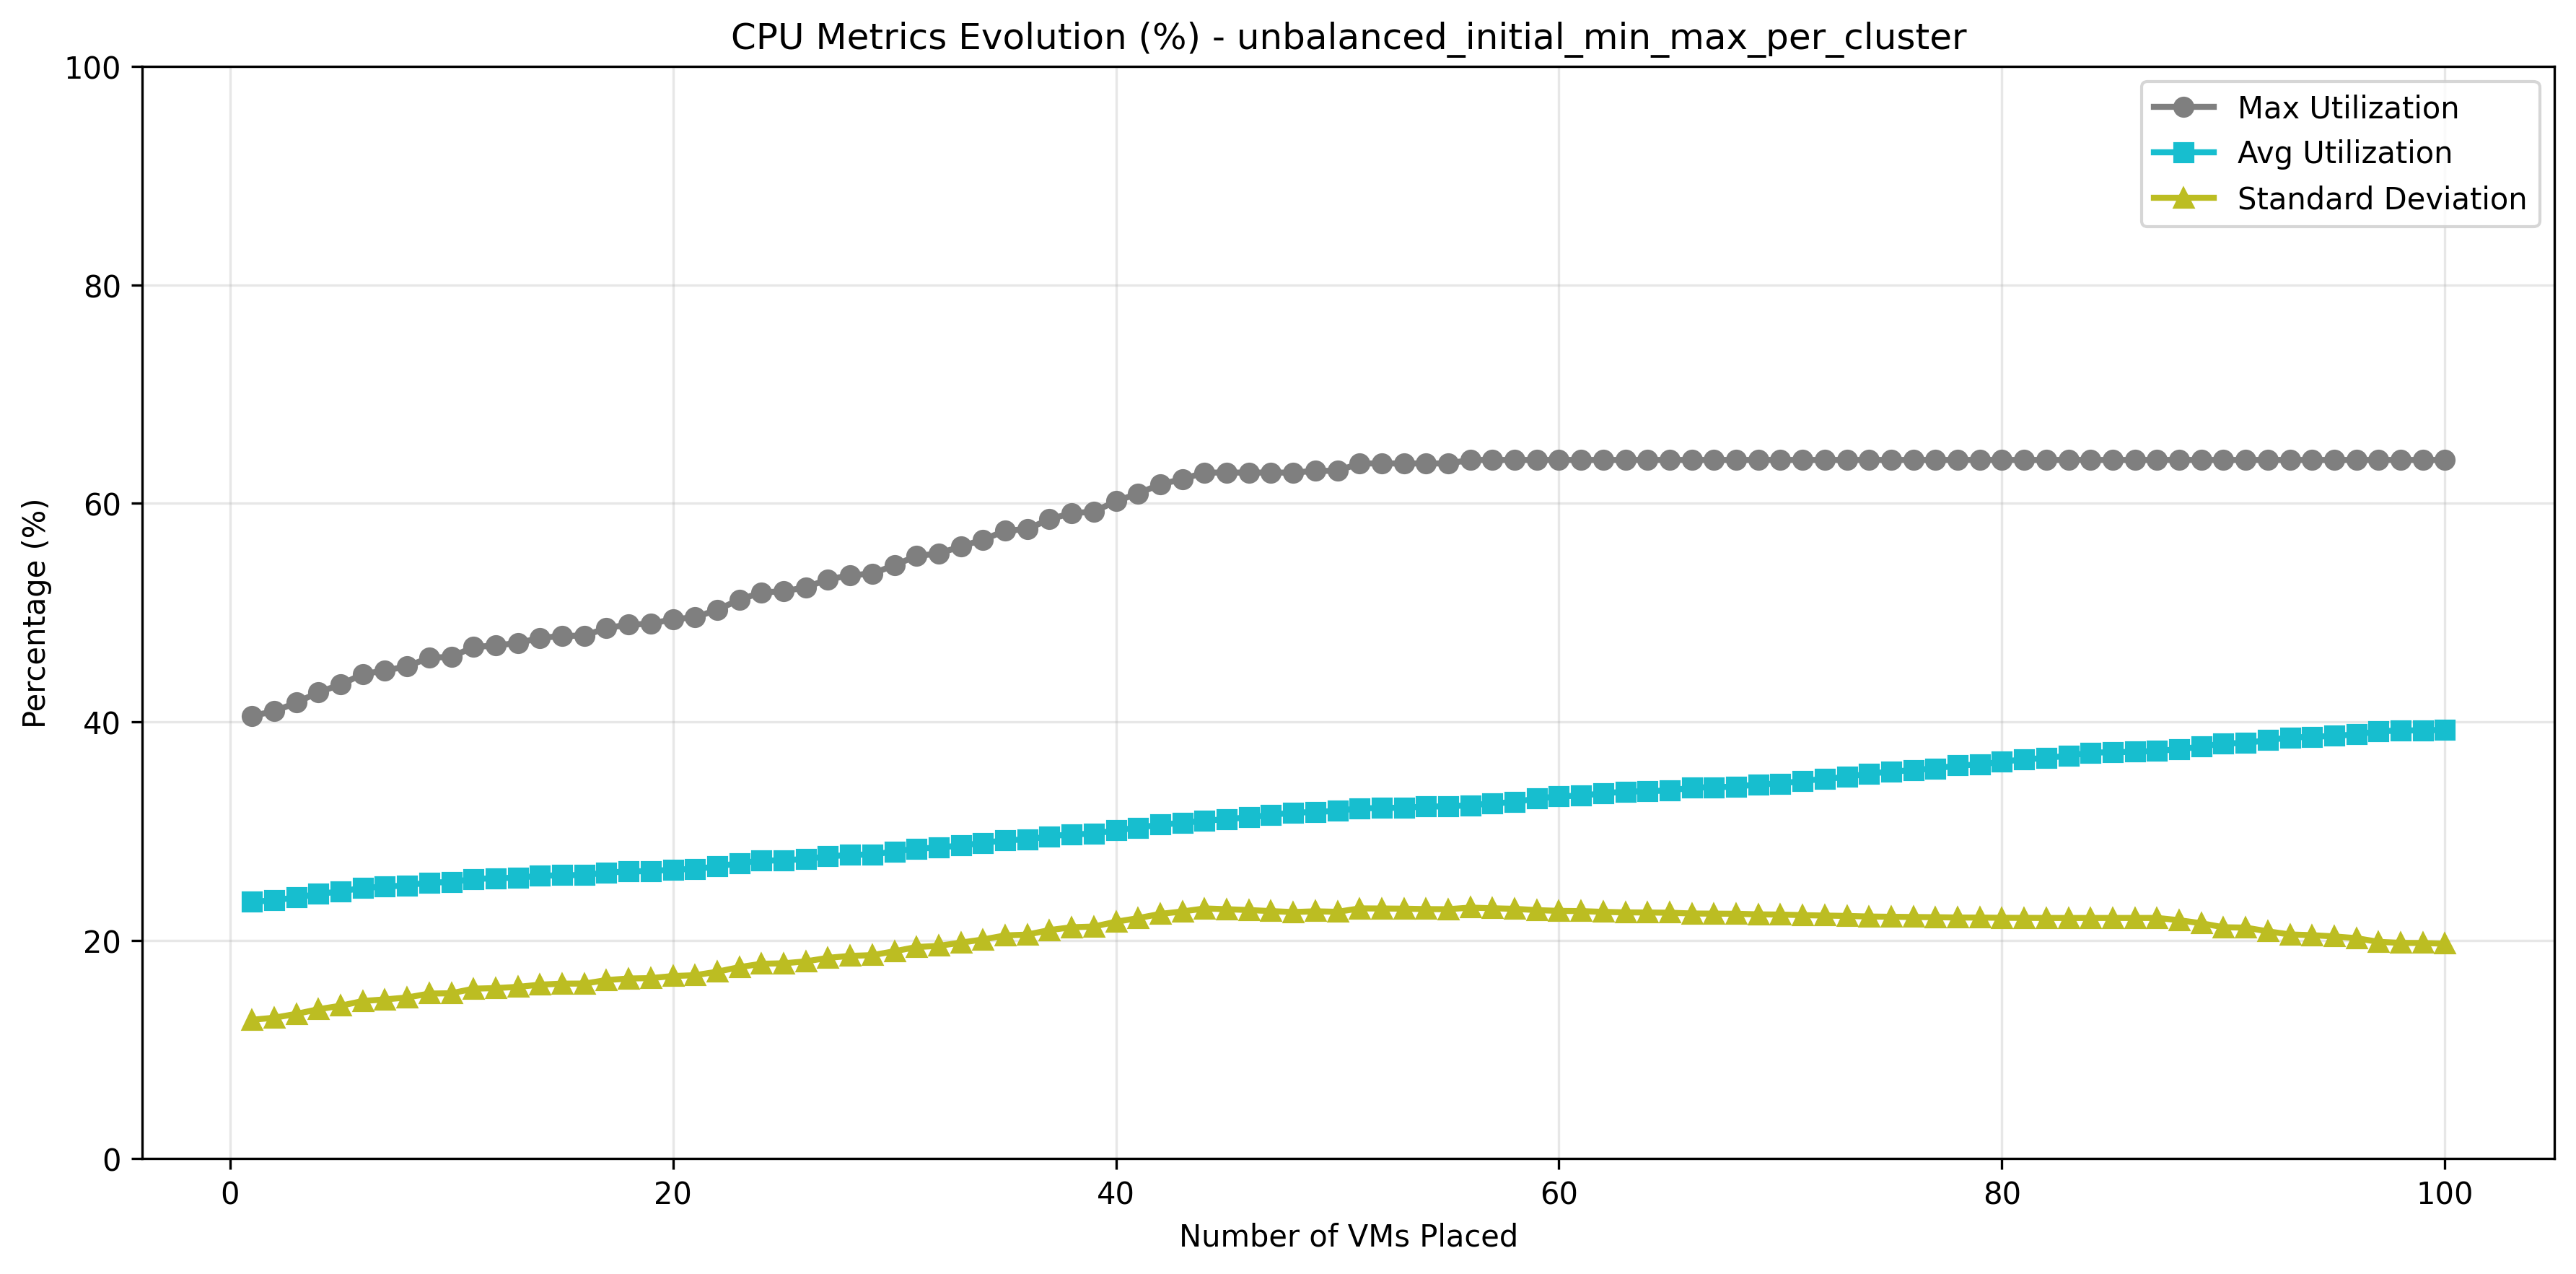 CPU Metrics Evolution (%) - unbalanced_initial_min_max_per_cluster
Max Utilization
Avg Utilization
Standard Deviation
Percentage (%)
100
80
60
40
20
0
0
20
40
60
80
100
Number of VMs Placed